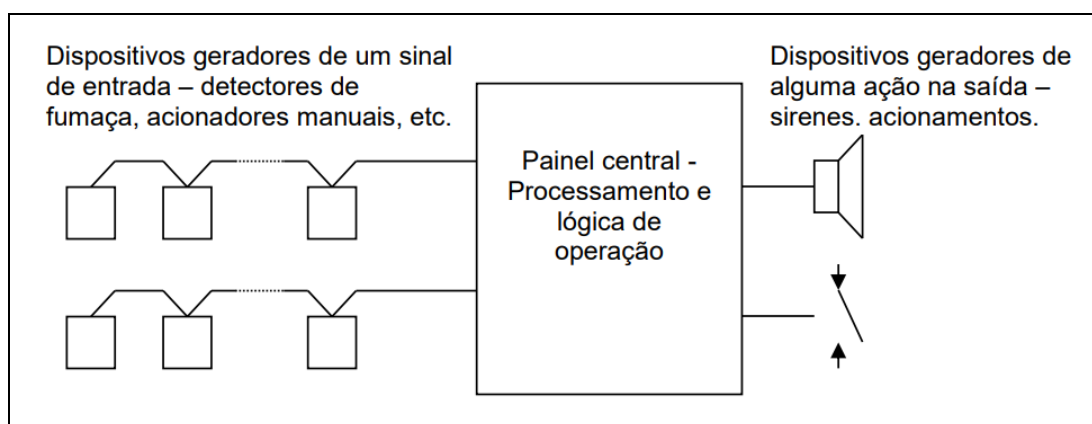 Dispositivos geradores de um sinal
de entrada – detectores de
fumaça, acionadores manuais, etc.
Painel central -
Processamento e
lógica de
operação
Dispositivos geradores de
alguma ação na saída –
sirenes. acionamentos.